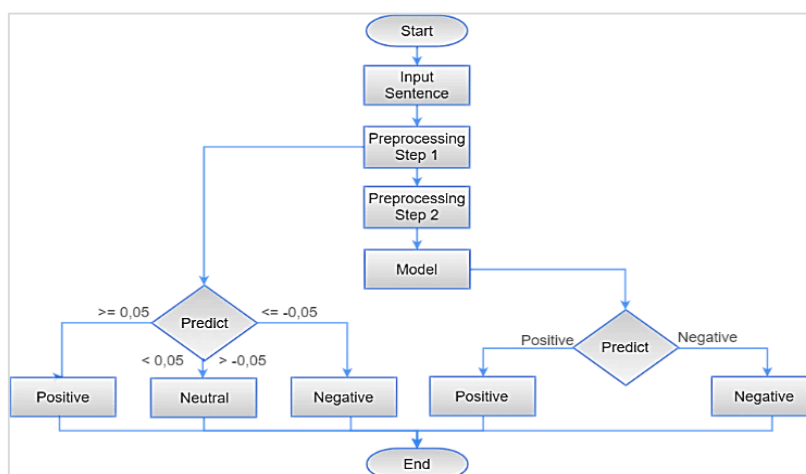 Start
Input
Sentence
Preprocessing
Step 1
Preprocessing
Step 2
Model
>= 0,05
Predict
<= -0,05
< 0,05
> -0,05
Positive
Predict
Negative
Positive
Neutral
Negative
Positive
Negative
End